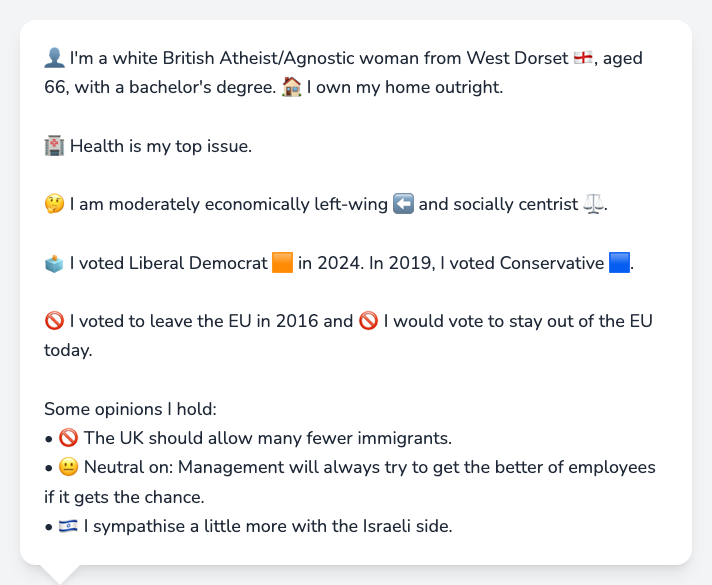 👤 I'm a white British Atheist/Agnostic woman from West Dorset 🏴󠁧󠁢󠁥󠁮󠁧󠁿, aged
66, with a bachelor's degree. 🏠 I own my home outright.
🏥 Health is my top issue.
🤔 I am moderately economically left-wing ⬅️ and socially centrist ⚖️.
🗳️ I voted Liberal Democrat 🟧 in 2024. In 2019, I voted Conservative 🟦.
🚫 I voted to leave the EU in 2016 and 🚫 I would vote to stay out of the EU
today.
Some opinions I hold:
• 🚫 The UK should allow many fewer immigrants.
• 😐 Neutral on: Management will always try to get the better of employees
if it gets the chance.
• 🇮🇱 I sympathise a little more with the Israeli side.